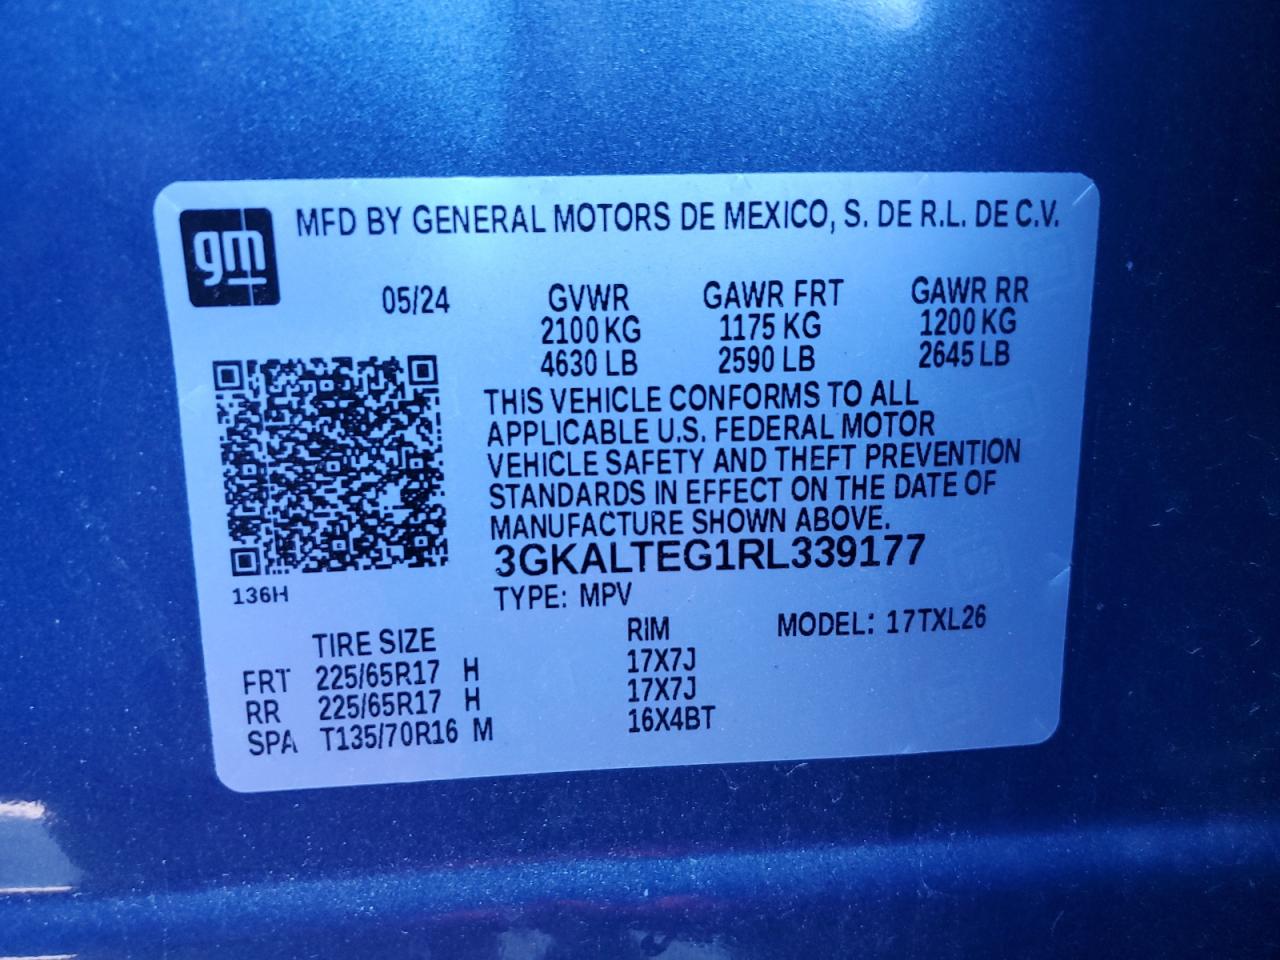 gm
MFD BY GENERAL MOTORS DE MEXICO, S. DE R.L. DE C.V.
05/24 GVWR GAWR FRT GAWR RR
2100 KG 1175 KG 1200 KG
4630 LB 2590 LB 2645 LB
THIS VEHICLE CONFORMS TO ALL
APPLICABLE U.S. FEDERAL MOTOR
VEHICLE SAFETY AND THEFT PREVENTION
STANDARDS IN EFFECT ON THE DATE OF
MANUFACTURE SHOWN ABOVE.
3GKALTEG1RL339177
136H
TYPE: MPV MODEL: 17TXL26
TIRE SIZE RIM
FRT 225/65R17 H 17X7J
RR 225/65R17 H 17X7J
SPA T135/70R16 M 16X4BT